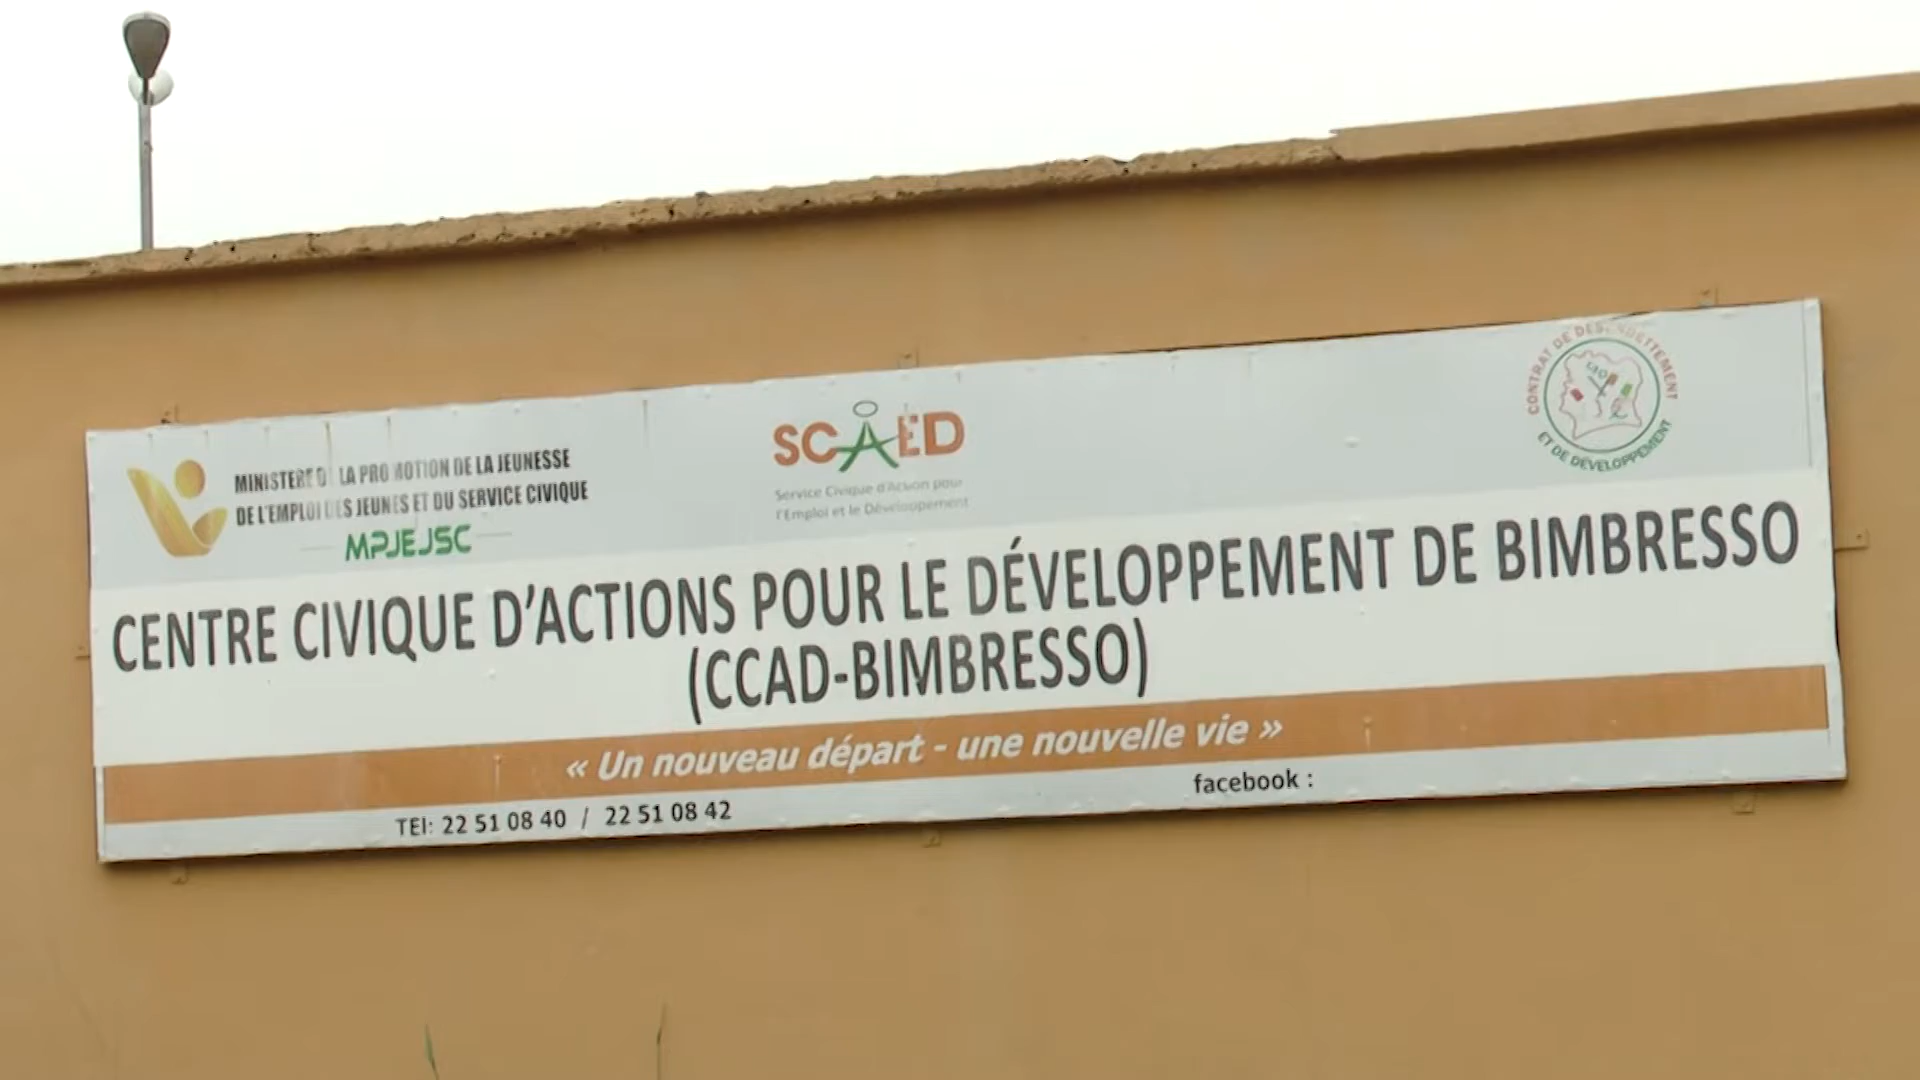 MINISTERE DE LA PROMOTION DE LA JEUNESSE
DE L'EMPLOI DES JEUNES ET DU SERVICE CIVIQUE
MPJEJSC
SCAED
Service Civique d'Action pour
l'Emploi et le Développement
CONTRAT DE DESENDETTEMENT
ET DE DÉVELOPPEMENT
CENTRE CIVIQUE D'ACTIONS POUR LE DÉVELOPPEMENT DE BIMBRESSO
(CCAD-BIMBRESSO)
« Un nouveau départ - une nouvelle vie »
TEl: 22 51 08 40 / 22 51 08 42
facebook :